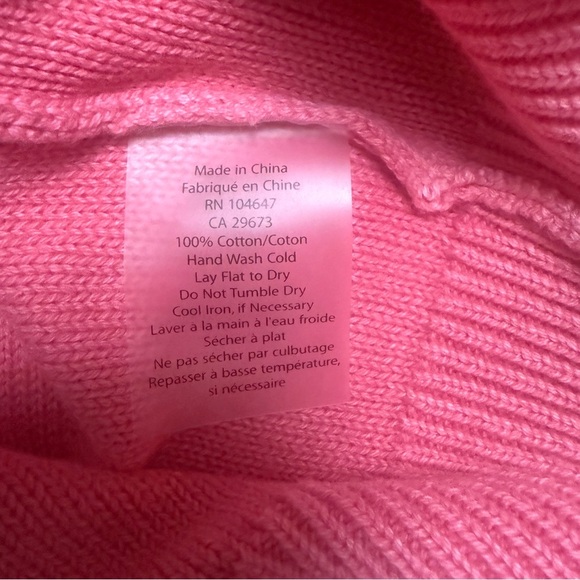 Made in China
Fabriqué en Chine
RN 104647
CA 29673
100% Cotton/Coton
Hand Wash Cold
Lay Flat to Dry
Do Not Tumble Dry
Cool Iron, if Necessary
Laver à la main à l'eau froide
Sécher à plat
Ne pas sécher par culbutage
Repasser à basse température,
si nécessaire